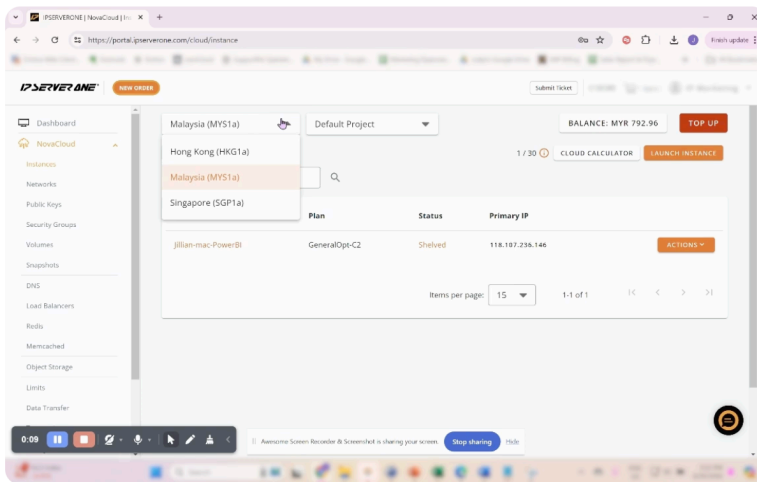 IPSERVERONE | NovaCloud | In
https://portal.ipserverone.com/cloud/instance
Finish update
IP SERVER ONE
NEW ORDER
Submit Ticket
Dashboard
NovaCloud
Instances
Networks
Public Keys
Security Groups
Volumes
Snapshots
DNS
Load Balancers
Redis
Memcached
Object Storage
Limits
Data Transfer
Malaysia (MYS1a)
Default Project
BALANCE: MYR 792.96
TOP UP
Hong Kong (HKG1a)
Malaysia (MYS1a)
Singapore (SGP1a)
1 / 30
CLOUD CALCULATOR
LAUNCH INSTANCE
Plan
Status
Primary IP
Jillian-mac-PowerBI
GeneralOpt-C2
Shelved
118.107.236.146
ACTIONS
Items per page:
15
1-1 of 1
0:09
Awesome Screen Recorder & Screenshot is sharing your screen.
Stop sharing
Hide